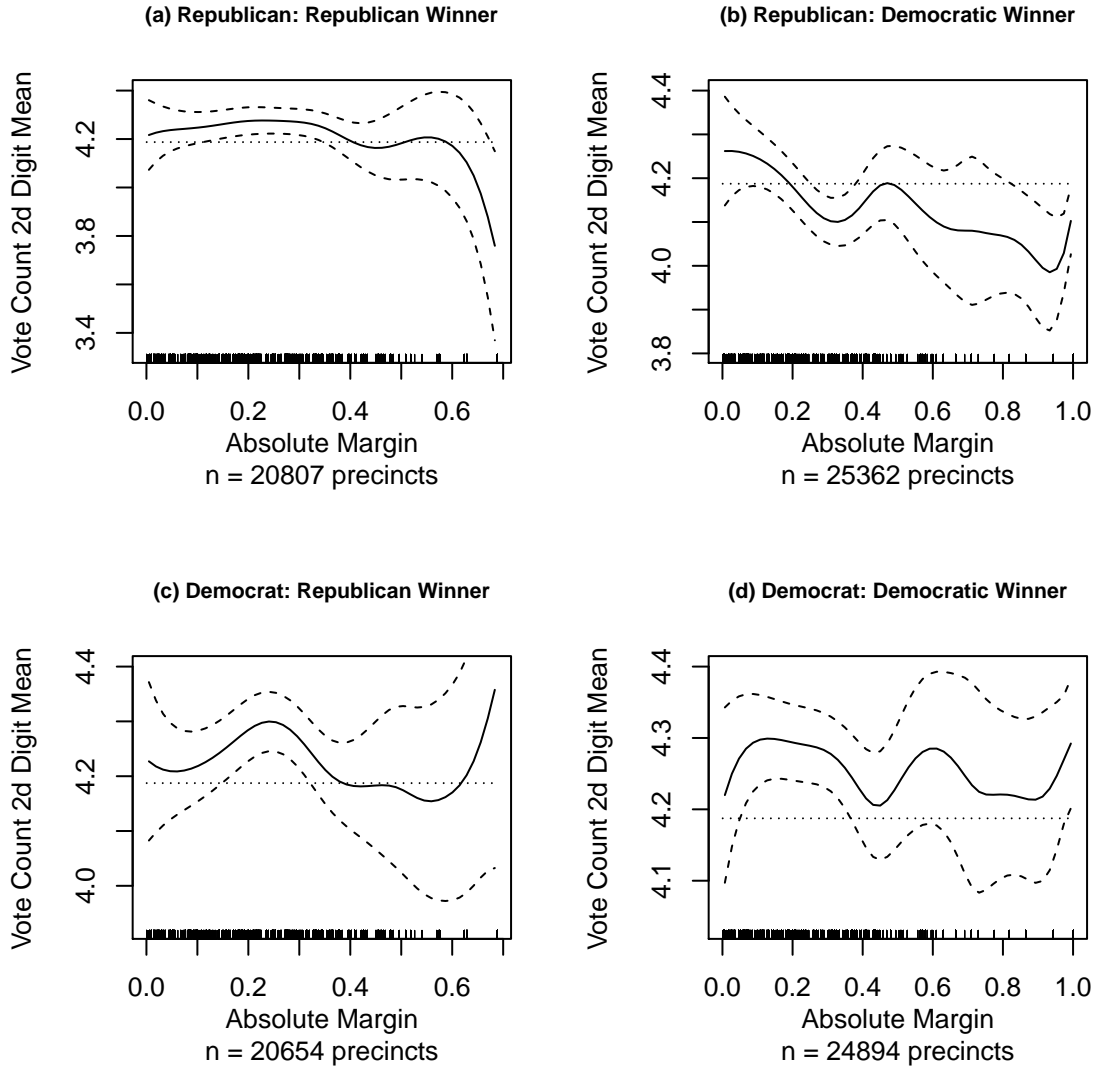 (a) Republican: Republican Winner
Vote Count 2d Digit Mean
3.4 3.8 4.2
0.0 0.2 0.4 0.6
Absolute Margin
n = 20807 precincts
(b) Republican: Democratic Winner
Vote Count 2d Digit Mean
3.8 4.0 4.2 4.4
0.0 0.2 0.4 0.6 0.8 1.0
Absolute Margin
n = 25362 precincts
(c) Democrat: Republican Winner
Vote Count 2d Digit Mean
4.0 4.2 4.4
0.0 0.2 0.4 0.6
Absolute Margin
n = 20654 precincts
(d) Democrat: Democratic Winner
Vote Count 2d Digit Mean
4.1 4.2 4.3 4.4
0.0 0.2 0.4 0.6 0.8 1.0
Absolute Margin
n = 24894 precincts